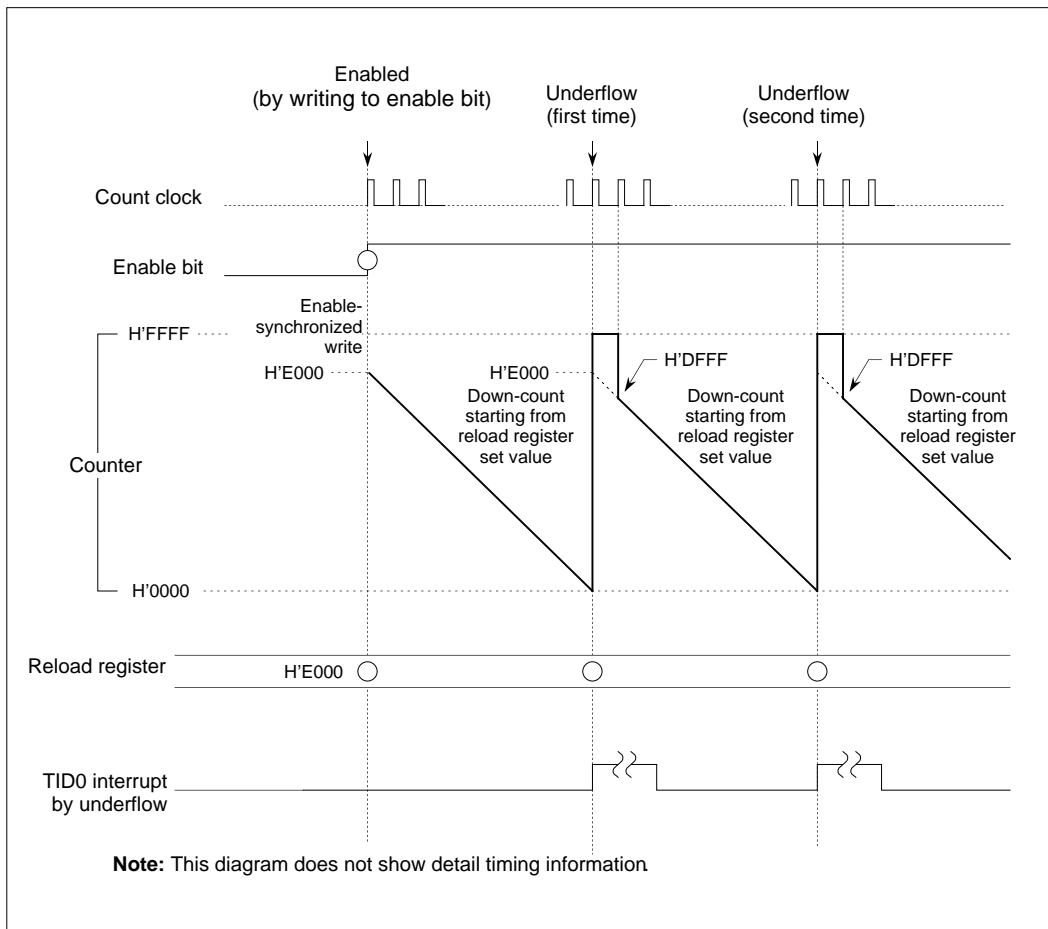 Enabled
(by writing to enable bit)
Underflow
(first time)
Underflow
(second time)
Count clock
Enable bit
Enable-
synchronized
write
H'FFFF
H'E000
H'E000
H'DFFF
H'DFFF
Down-count
starting from
reload register
set value
Down-count
starting from
reload register
set value
Counter
H'0000
Reload register
H'E000
TID0 interrupt
by underflow
Note: This diagram does not show detail timing information.